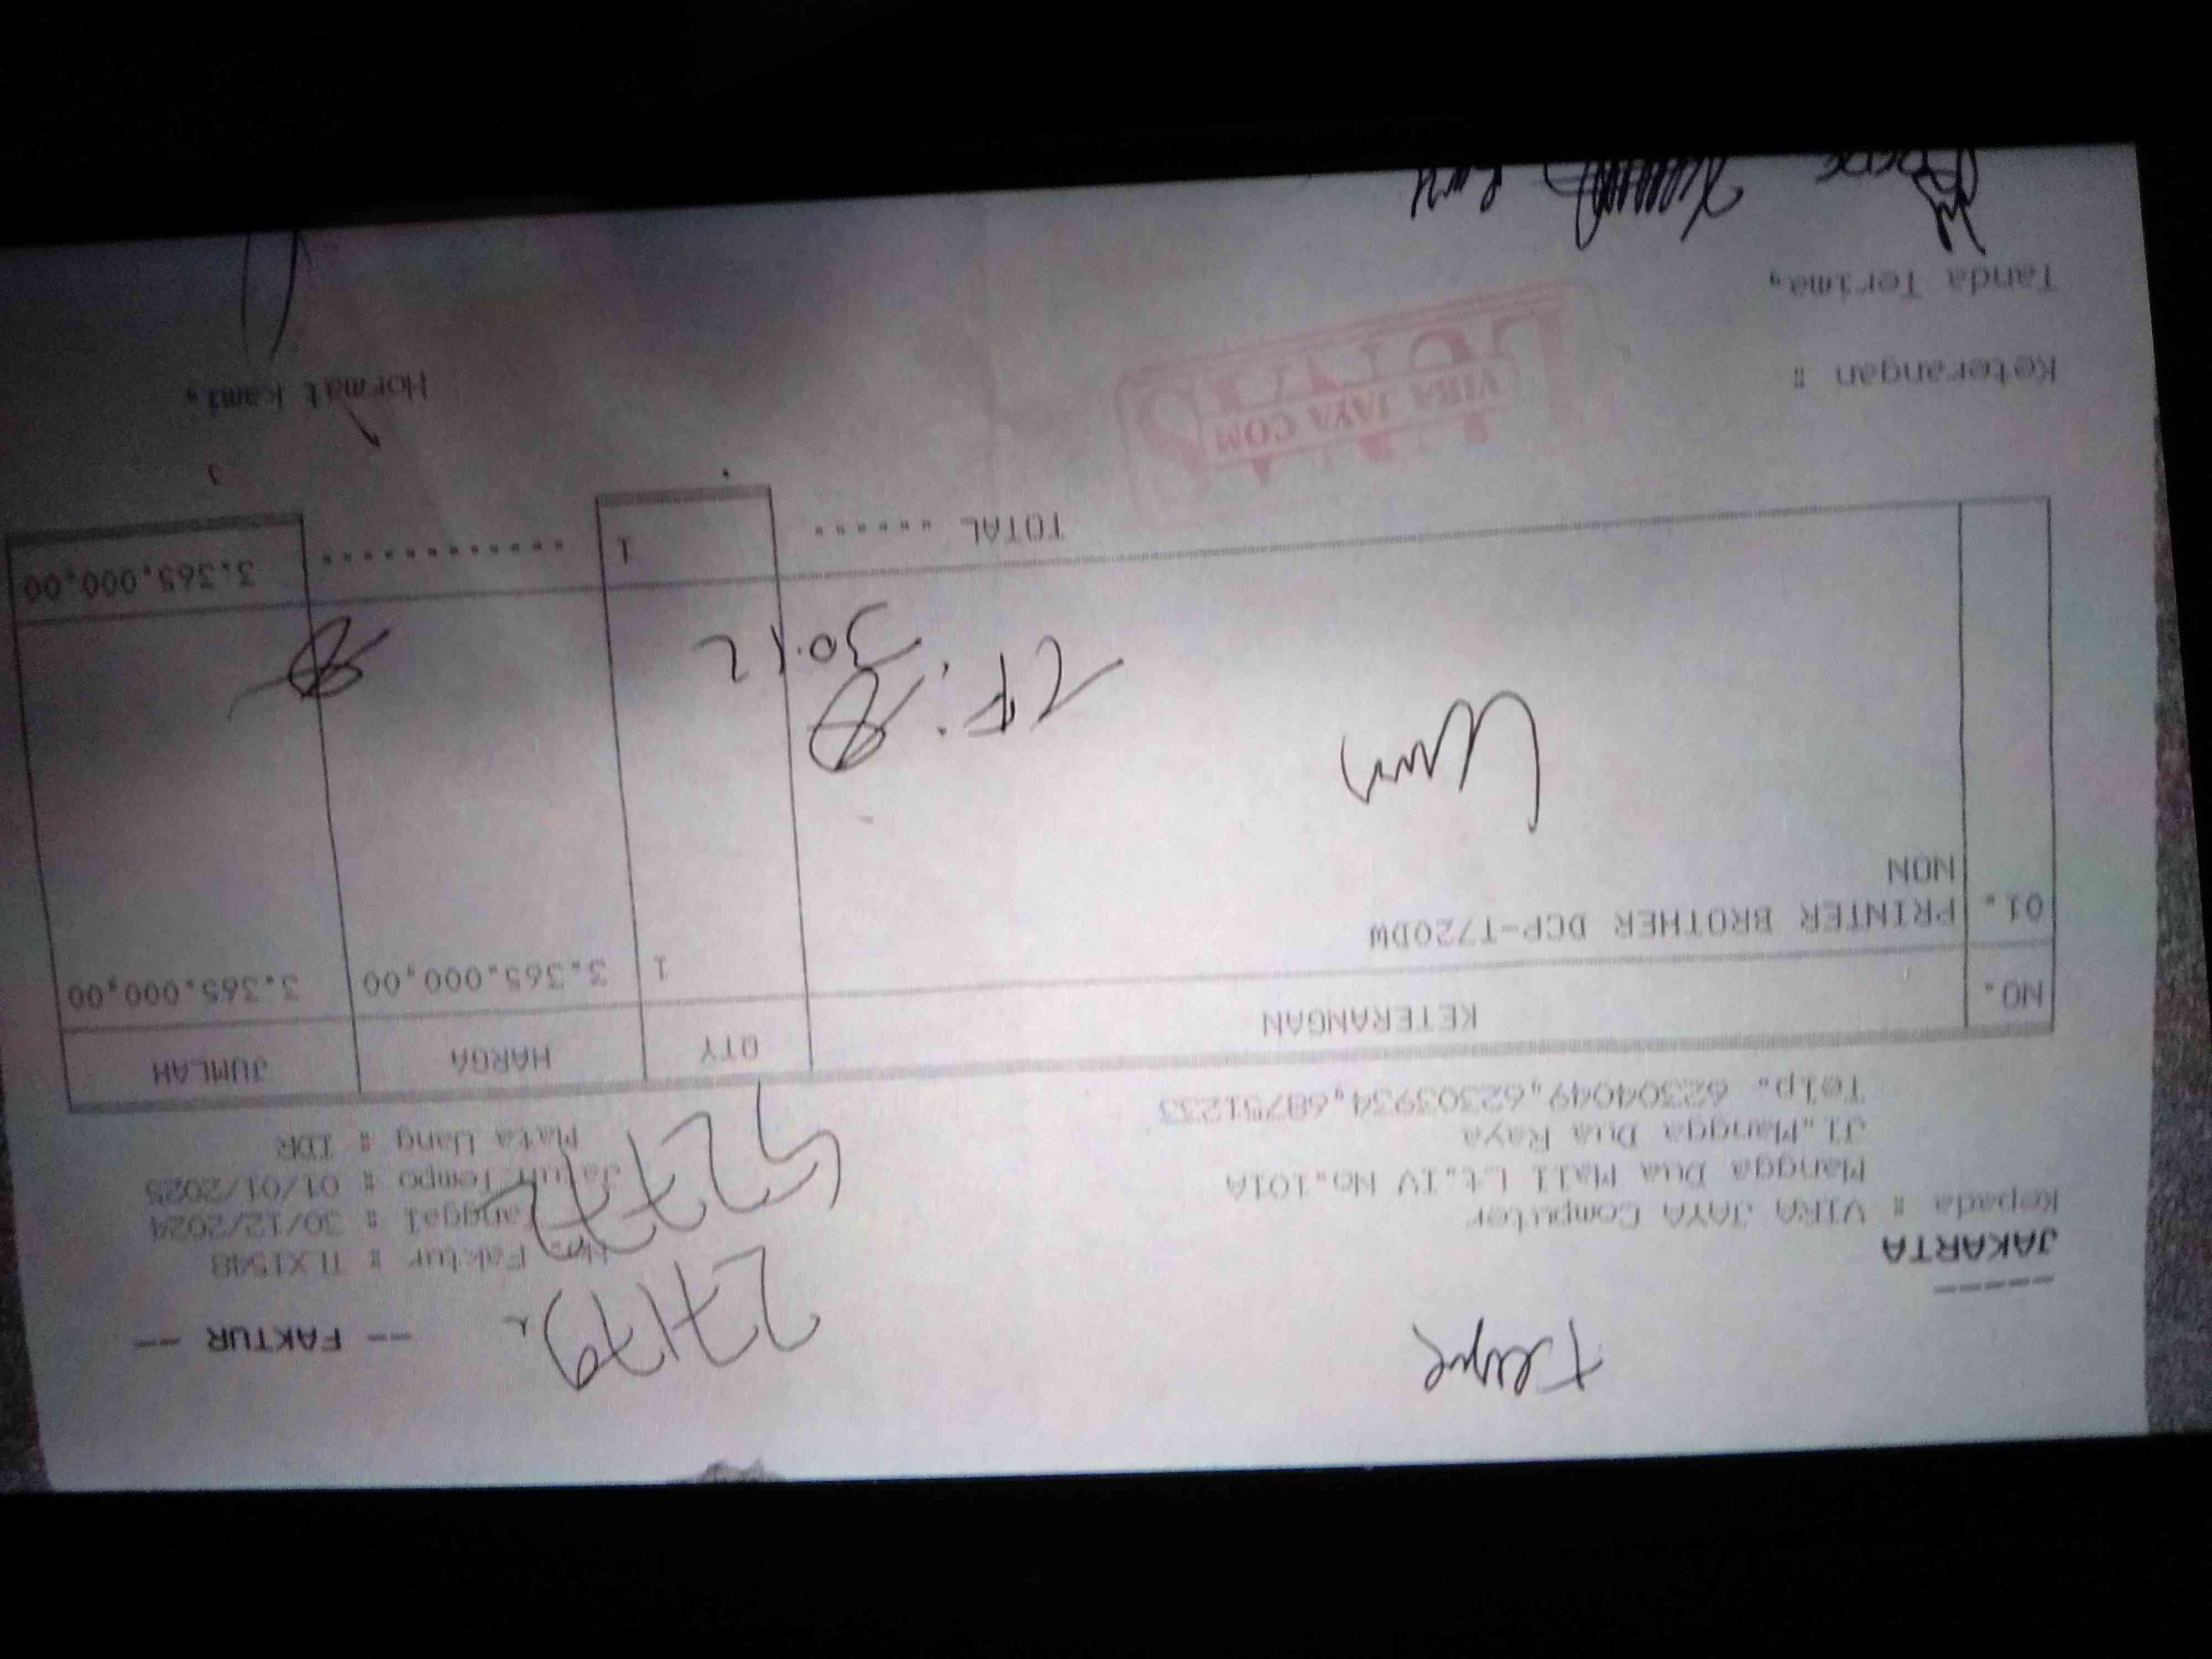 -- FAKTUR --
JAKARTA
No. Faktur : TLX1548
Kepada : VIRA JAYA Computer
Tanggal : 30/12/2024
Mangga Dua Mall Lt.IV No.101A
Jatuh Tempo : 01/01/2025
Jl.Mangga Dua Raya
Mata Uang : IDR
Telp. 62304049,62303934,68751233
NO. KETERANGAN QTY HARGA JUMLAH
01. PRINTER BROTHER DCP-T720DW 1 3.365.000,00 3.365.000,00
NON
30.12
TOTAL ...... 1 ............ 3.365.000,00
VIRA JAYA COM
Keterangan :
Hormat Kami,
Tanda Terima,